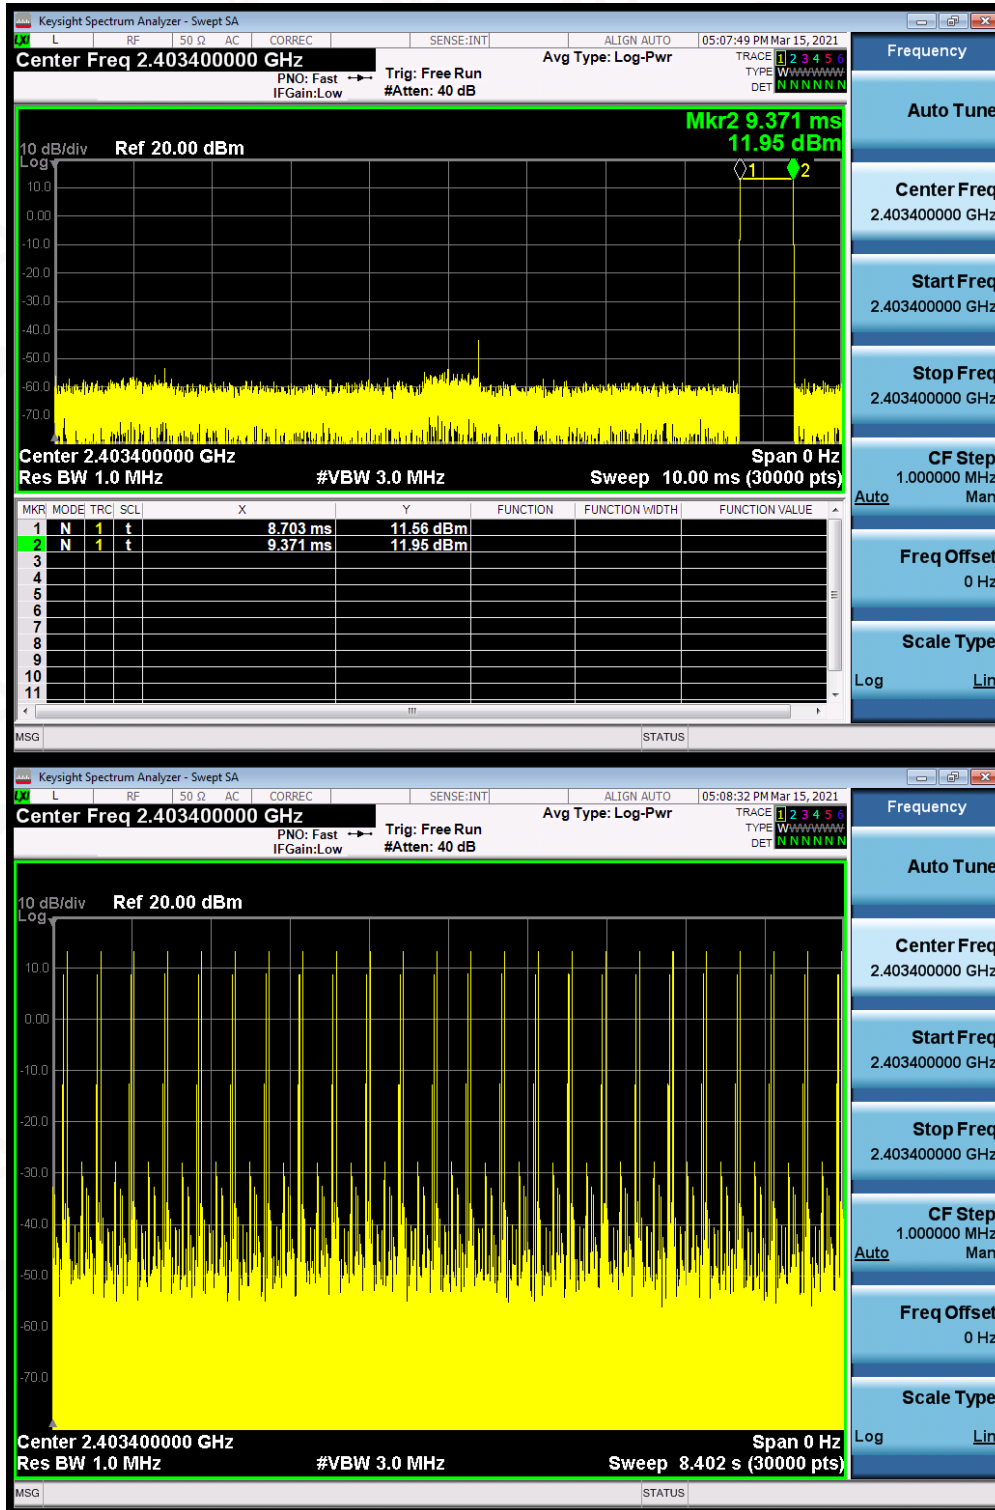 Keysight Spectrum Analyzer - Swept SA
LXI L RF 50 Ω AC CORREC SENSE:INT ALIGN AUTO 05:07:49 PM Mar 15, 2021
Center Freq 2.403400000 GHz
PNO: Fast
IFGain:Low
Trig: Free Run
#Atten: 40 dB
Avg Type: Log-Pwr
TRACE 1 2 3 4 5 6
TYPE W
DET N N N N N N
Frequency
Mkr2 9.371 ms
11.95 dBm
10 dB/div Ref 20.00 dBm
Log
10.0
0.00
-10.0
-20.0
-30.0
-40.0
-50.0
-60.0
-70.0
1
2
Center 2.403400000 GHz Span 0 Hz
Res BW 1.0 MHz #VBW 3.0 MHz Sweep 10.00 ms (30000 pts)
MKR MODE TRC SCL X Y FUNCTION FUNCTION WIDTH FUNCTION VALUE
1 N 1 t 8.703 ms 11.56 dBm
2 N 1 t 9.371 ms 11.95 dBm
3
4
5
6
7
8
9
10
11
MSG STATUS
Auto Tune
Center Freq
2.403400000 GHz
Start Freq
2.403400000 GHz
Stop Freq
2.403400000 GHz
CF Step
1.000000 MHz
Auto Man
Freq Offset
0 Hz
Scale Type
Log Lin
Keysight Spectrum Analyzer - Swept SA
LXI L RF 50 Ω AC CORREC SENSE:INT ALIGN AUTO 05:08:32 PM Mar 15, 2021
Center Freq 2.403400000 GHz
PNO: Fast
IFGain:Low
Trig: Free Run
#Atten: 40 dB
Avg Type: Log-Pwr
TRACE 1 2 3 4 5 6
TYPE W
DET N N N N N N
Frequency
10 dB/div Ref 20.00 dBm
Log
10.0
0.00
-10.0
-20.0
-30.0
-40.0
-50.0
-60.0
-70.0
Center 2.403400000 GHz Span 0 Hz
Res BW 1.0 MHz #VBW 3.0 MHz Sweep 8.402 s (30000 pts)
MSG STATUS
Auto Tune
Center Freq
2.403400000 GHz
Start Freq
2.403400000 GHz
Stop Freq
2.403400000 GHz
CF Step
1.000000 MHz
Auto Man
Freq Offset
0 Hz
Scale Type
Log Lin